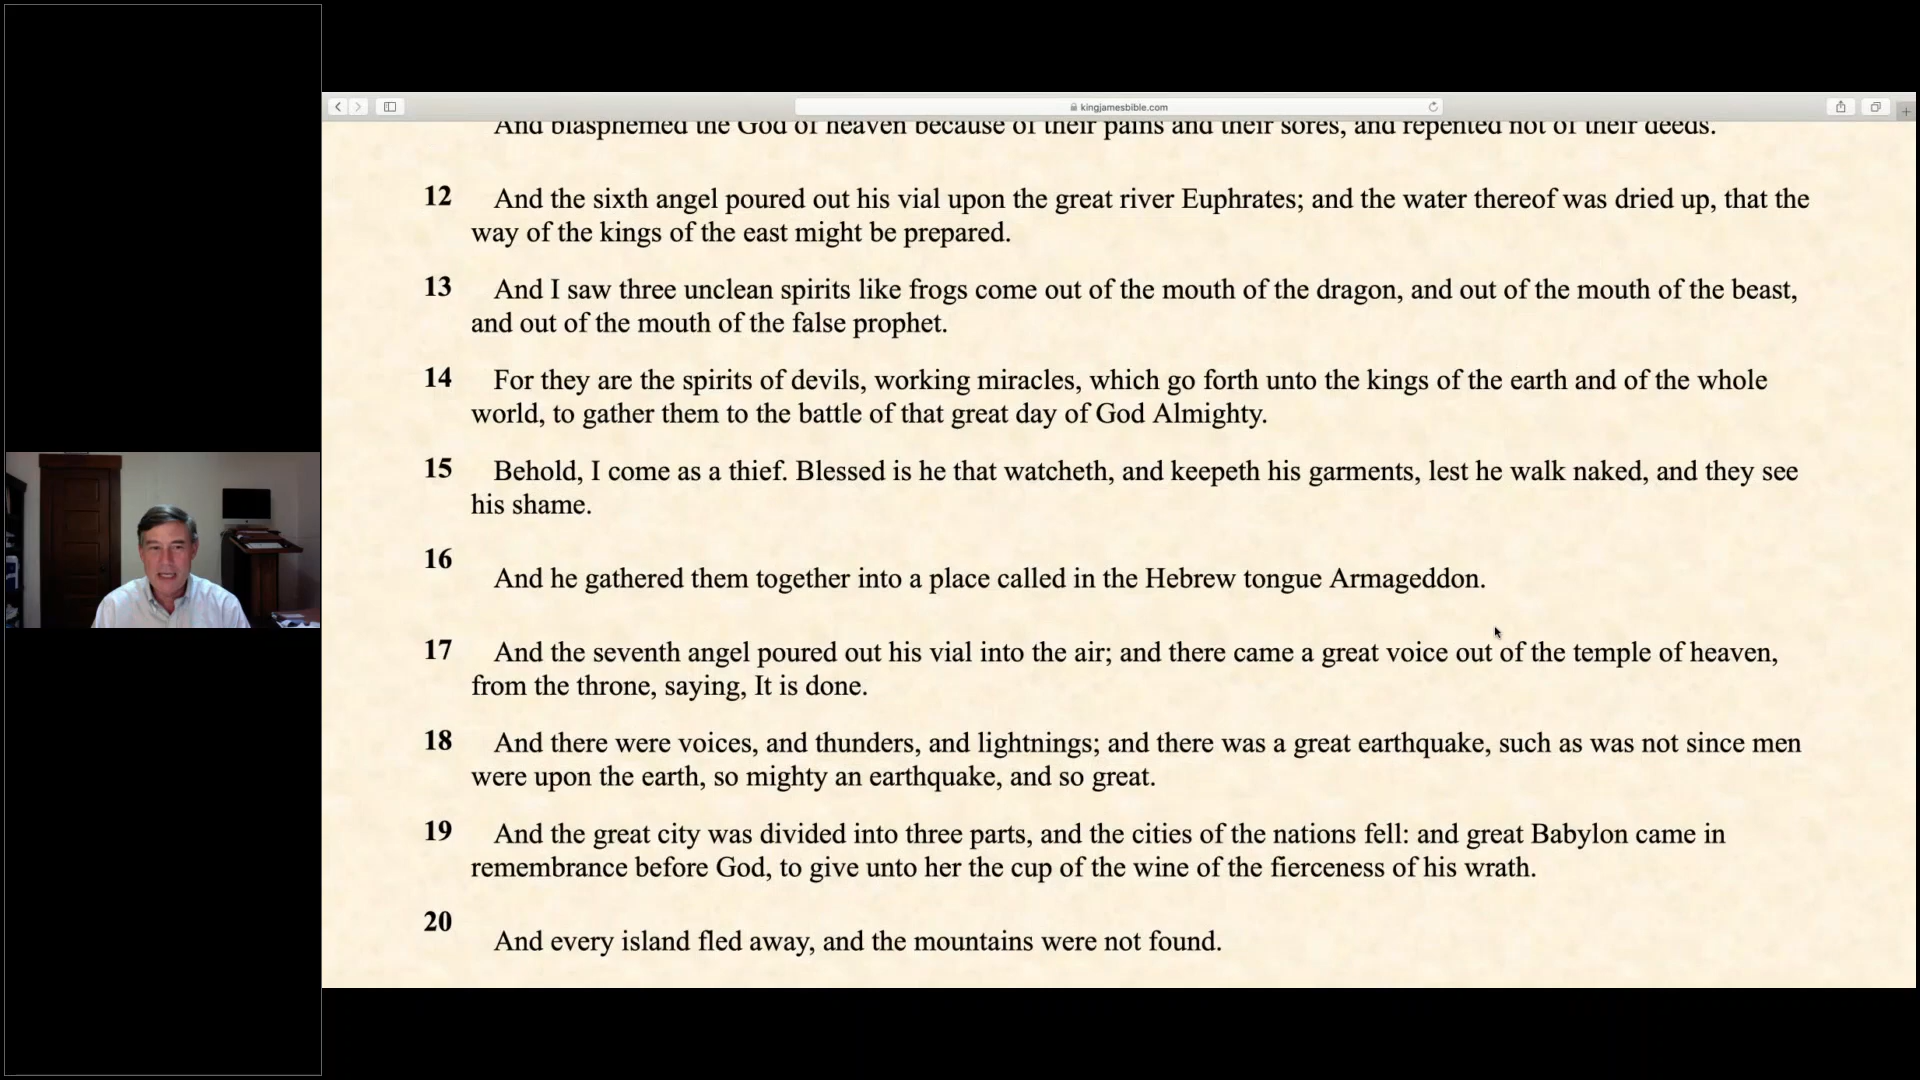 kingjamesbible.com
And blasphemed the God of heaven because of their pains and their sores, and repented not of their deeds.
12 And the sixth angel poured out his vial upon the great river Euphrates; and the water thereof was dried up, that the
way of the kings of the east might be prepared.
13 And I saw three unclean spirits like frogs come out of the mouth of the dragon, and out of the mouth of the beast,
and out of the mouth of the false prophet.
14 For they are the spirits of devils, working miracles, which go forth unto the kings of the earth and of the whole
world, to gather them to the battle of that great day of God Almighty.
15 Behold, I come as a thief. Blessed is he that watcheth, and keepeth his garments, lest he walk naked, and they see
his shame.
16 And he gathered them together into a place called in the Hebrew tongue Armageddon.
17 And the seventh angel poured out his vial into the air; and there came a great voice out of the temple of heaven,
from the throne, saying, It is done.
18 And there were voices, and thunders, and lightnings; and there was a great earthquake, such as was not since men
were upon the earth, so mighty an earthquake, and so great.
19 And the great city was divided into three parts, and the cities of the nations fell: and great Babylon came in
remembrance before God, to give unto her the cup of the wine of the fierceness of his wrath.
20 And every island fled away, and the mountains were not found.